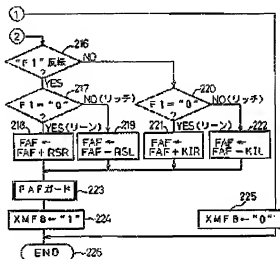 ①
②
216
"F1"反転
?
NO
YES
217
220
F1="0"
?
NO(リッチ)
F1="0"
?
NO(リッチ)
218
YES(リーン)
219
221
YES(リーン)
222
FAF←
FAF+RSR
FAF←
FAF-RSL
FAF←
FAF+KIR
FAF←
FAF-KIL
FAFガード
223
225
XMFB←"1"
224
XMFB←"0"
END
226